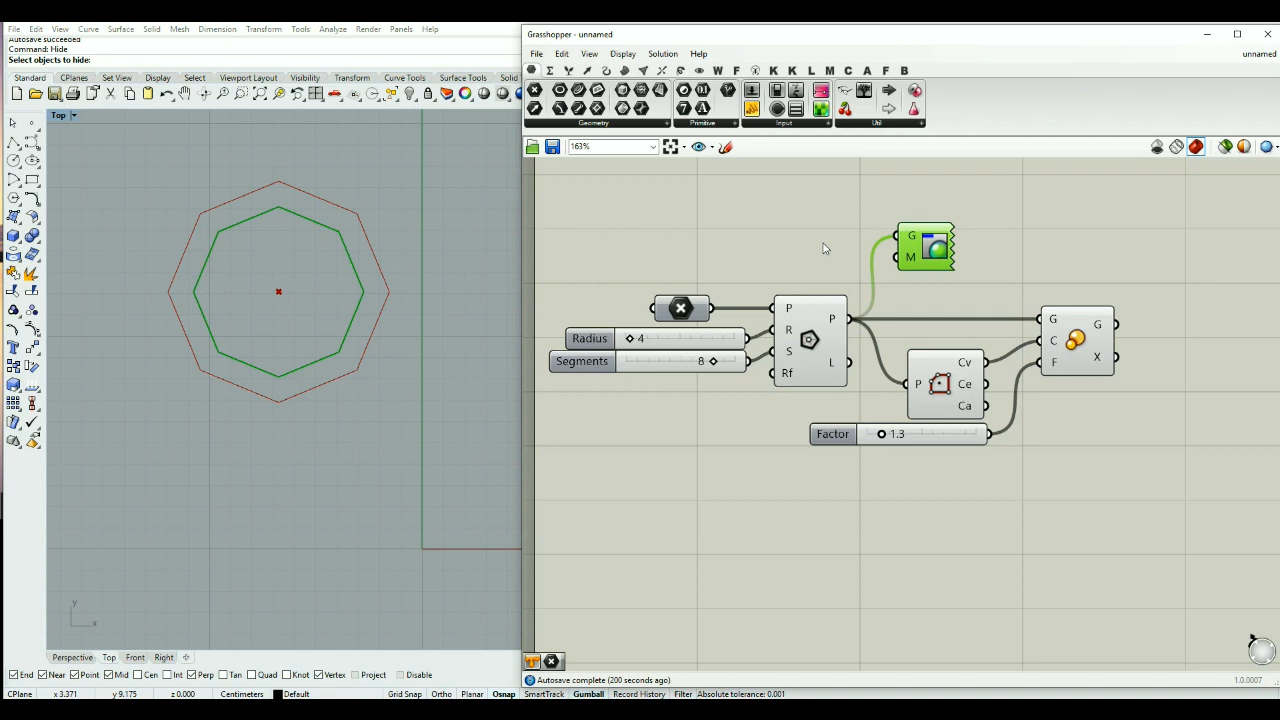 File Edit View Curve Surface Solid Mesh Dimension Transform Tools Analyze Render Panels Help
Autosave succeeded
Command: Hide
Select objects to hide:
Standard CPlanes Set View Display Select Viewport Layout Visibility Transform Curve Tools Surface Tools Solid
Top
y
x
Perspective Top Front Right
End Near Point Mid Cen Int Perp Tan Quad Knot Vertex Project Disable
CPlane x 3.371 y 9.175 z 0.000 Centimeters Default Grid Snap Ortho Planar Osnap SmartTrack Gumball Record History Filter Absolute tolerance: 0.001
Grasshopper - unnamed
File Edit View Display Solution Help unnamed
Σ W F K K L M C A F B
Geometry Primitive Input Util
163%
G
M
P
R
S
Rf
P
L
Radius 4
Segments 8
P
Cv
Ce
Ca
Factor 1.3
G
C
F
G
X
Autosave complete (200 seconds ago) 1.0.0007